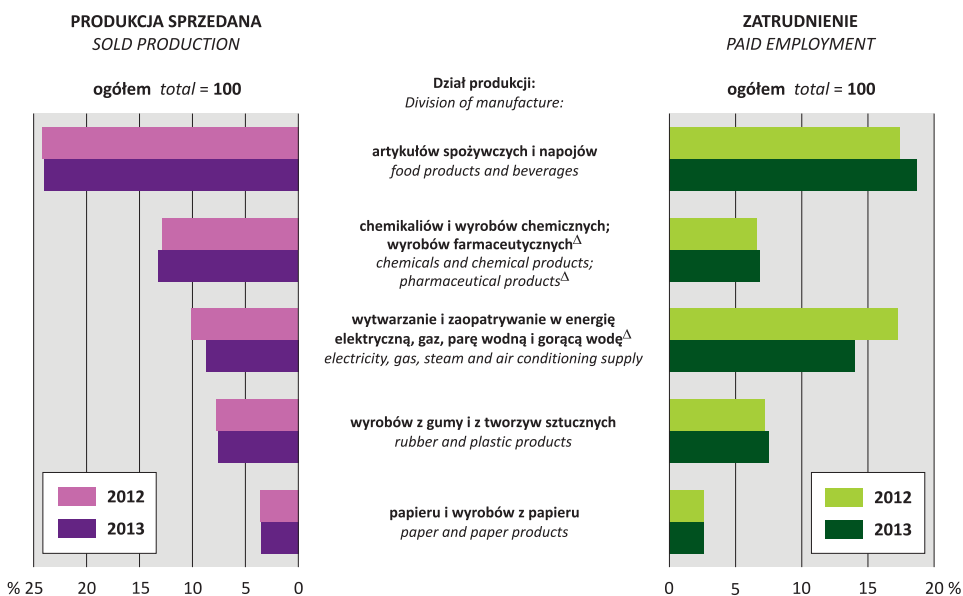 PRODUKCJA SPRZEDANA
SOLD PRODUCTION
ogółem total = 100
ZATRUDNIENIE
PAID EMPLOYMENT
ogółem total = 100
Dział produkcji:
Division of manufacture:
artykułów spożywczych i napojów
food products and beverages
chemikaliów i wyrobów chemicznych;
wyrobów farmaceutycznychΔ
chemicals and chemical products;
pharmaceutical productsΔ
wytwarzanie i zaopatrywanie w energię
elektryczną, gaz, parę wodną i gorącą wodęΔ
electricity, gas, steam and air conditioning supply
wyrobów z gumy i z tworzyw sztucznych
rubber and plastic products
papieru i wyrobów z papieru
paper and paper products
2012
2013
2012
2013
% 25 20 15 10 5 0
0 5 10 15 20 %